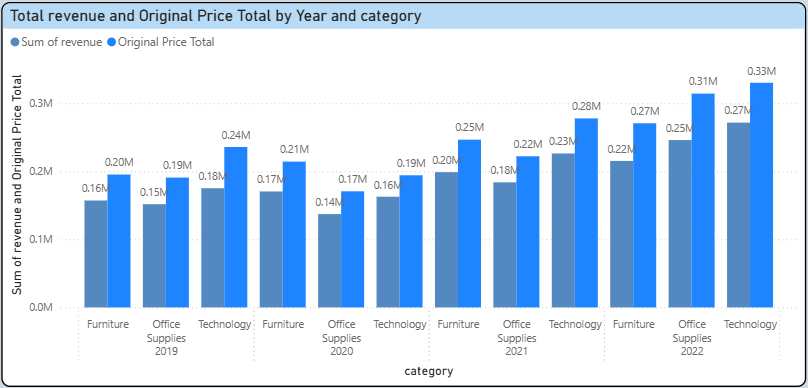 Total revenue and Original Price Total by Year and category
Sum of revenue Original Price Total
Sum of revenue and Original Price Total
0.3M
0.2M
0.1M
0.0M
0.16M 0.20M 0.15M 0.19M 0.18M 0.24M 0.17M 0.21M 0.14M 0.17M 0.16M 0.19M 0.20M 0.25M 0.18M 0.22M 0.23M 0.28M 0.22M 0.27M 0.25M 0.31M 0.27M 0.33M
Furniture Office Technology Furniture Office Technology Furniture Office Technology Furniture Office Technology
Supplies Supplies Supplies Supplies
2019 2020 2021 2022
category